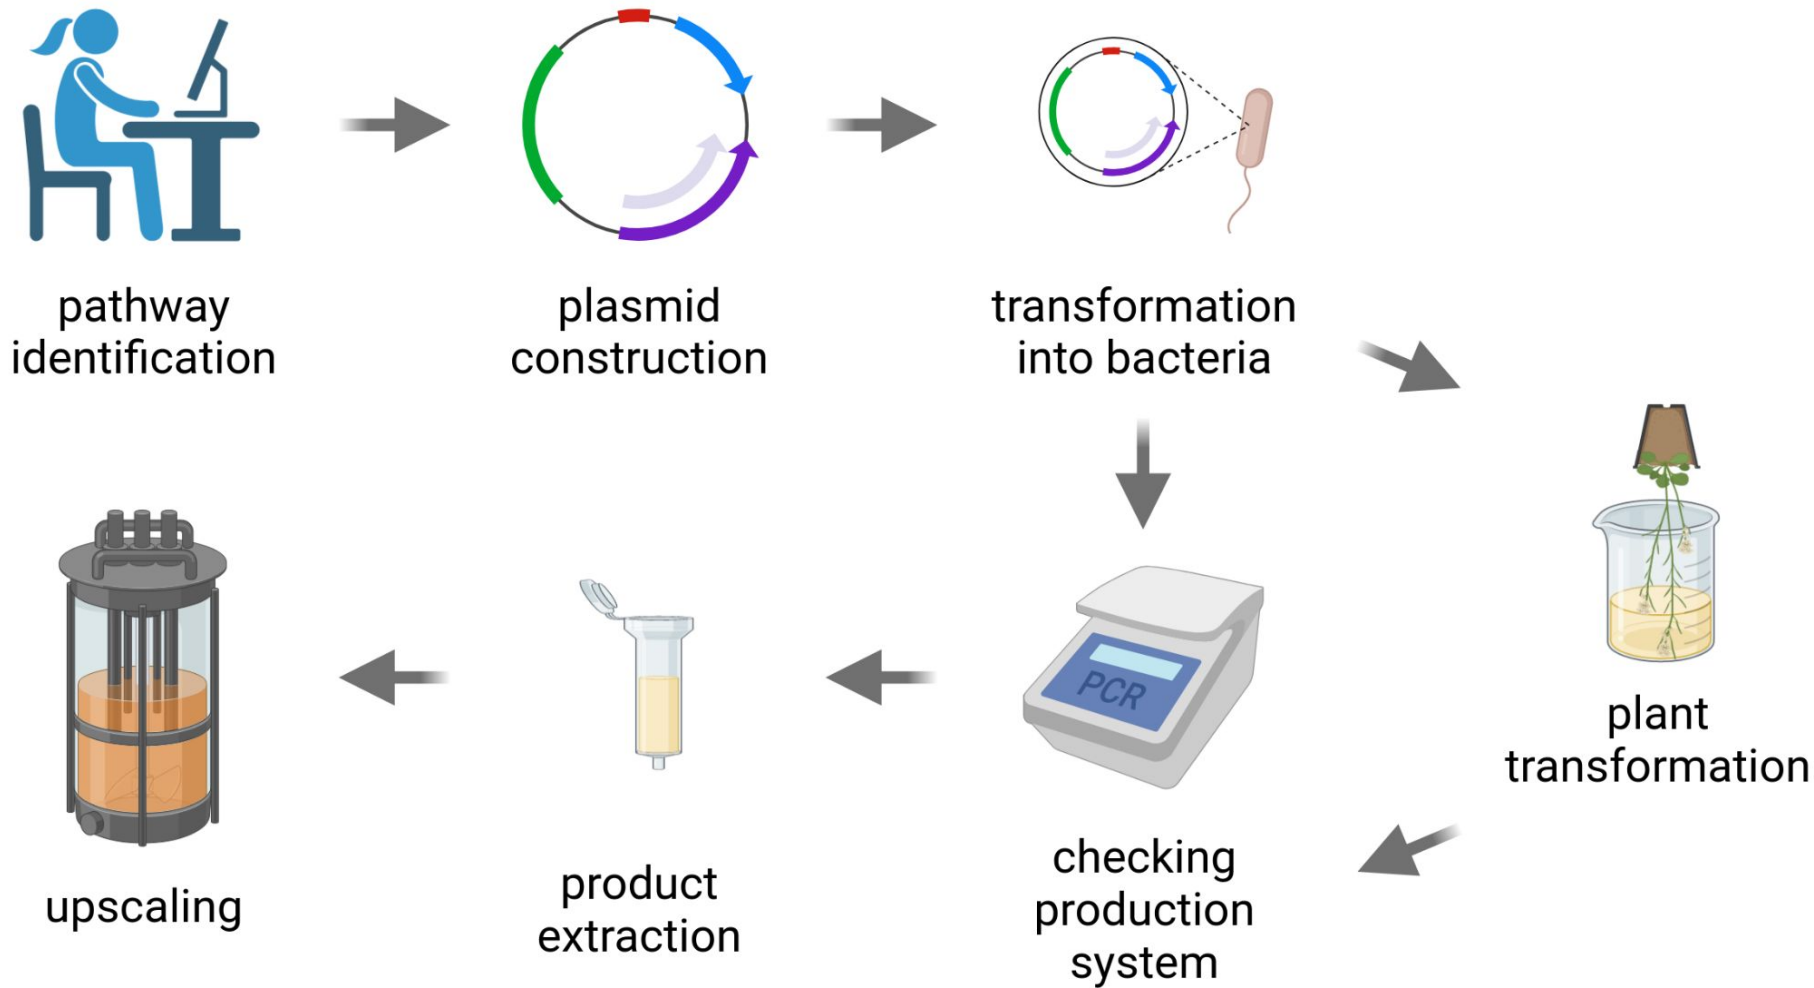 pathway
identification
plasmid
construction
transformation
into bacteria
plant
transformation
PCR
checking
production
system
product
extraction
upscaling